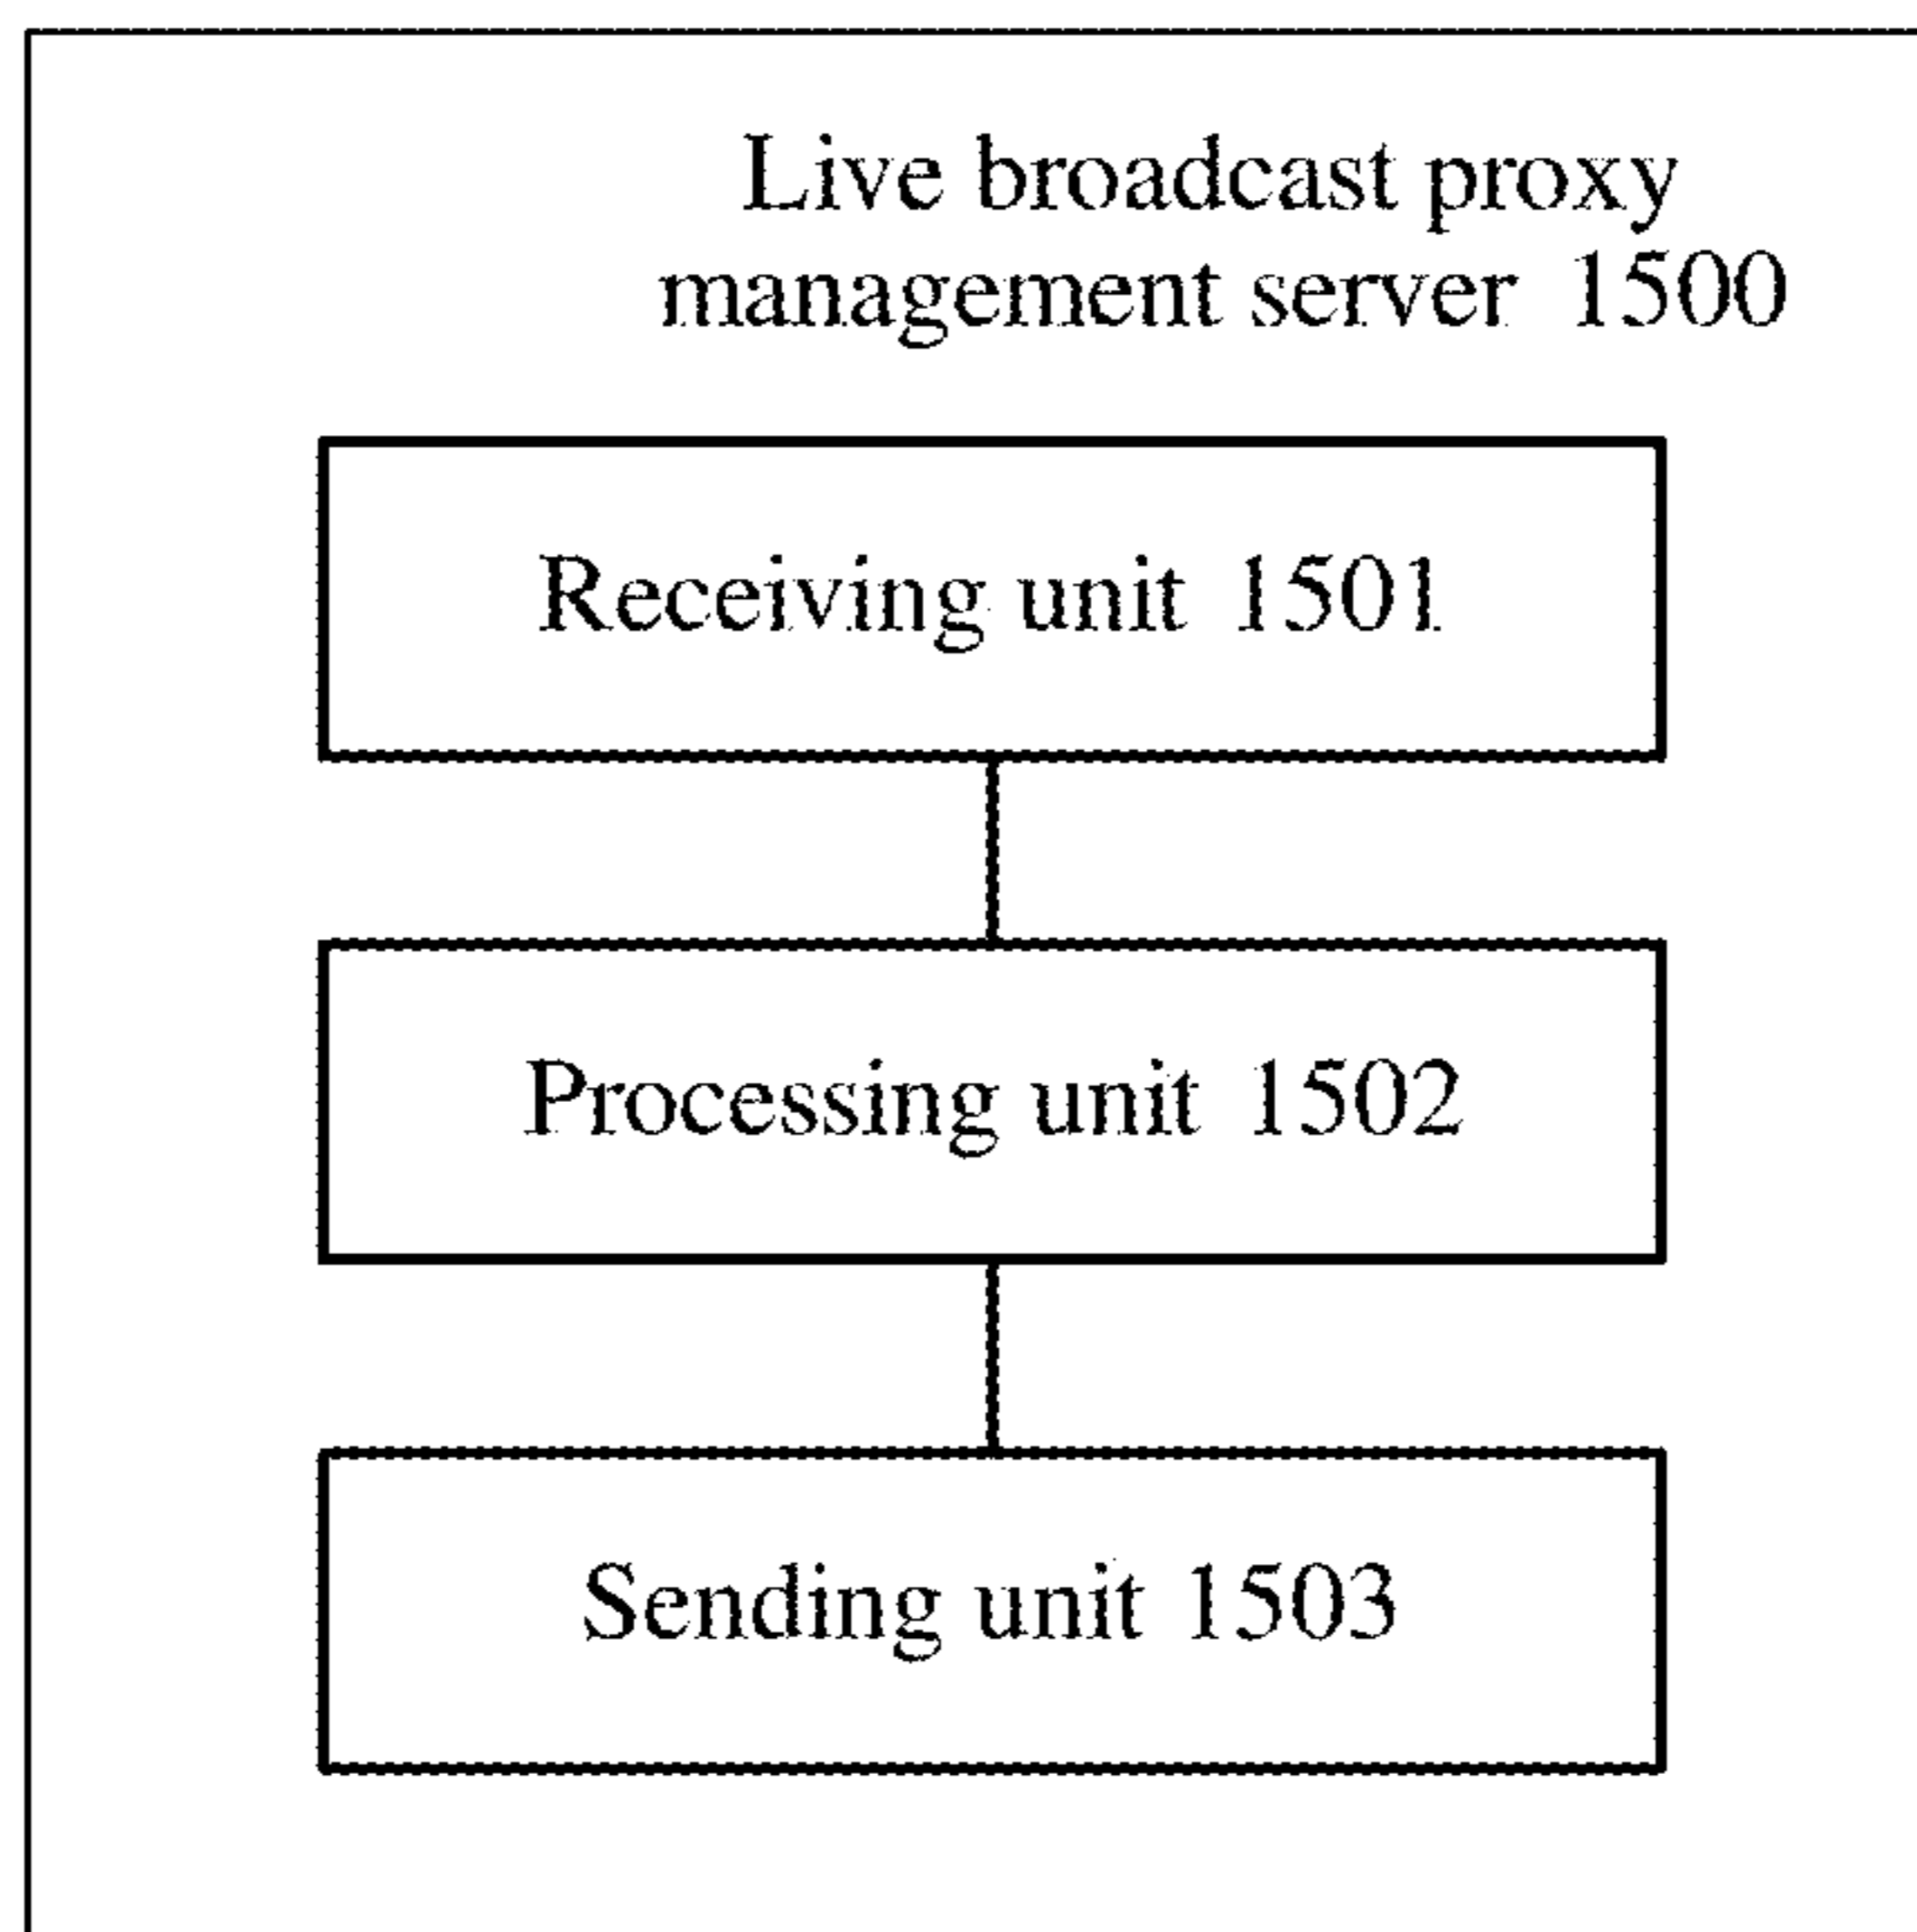 Live broadcast proxy
management server 1500
Receiving unit 1501
Processing unit 1502
Sending unit 1503